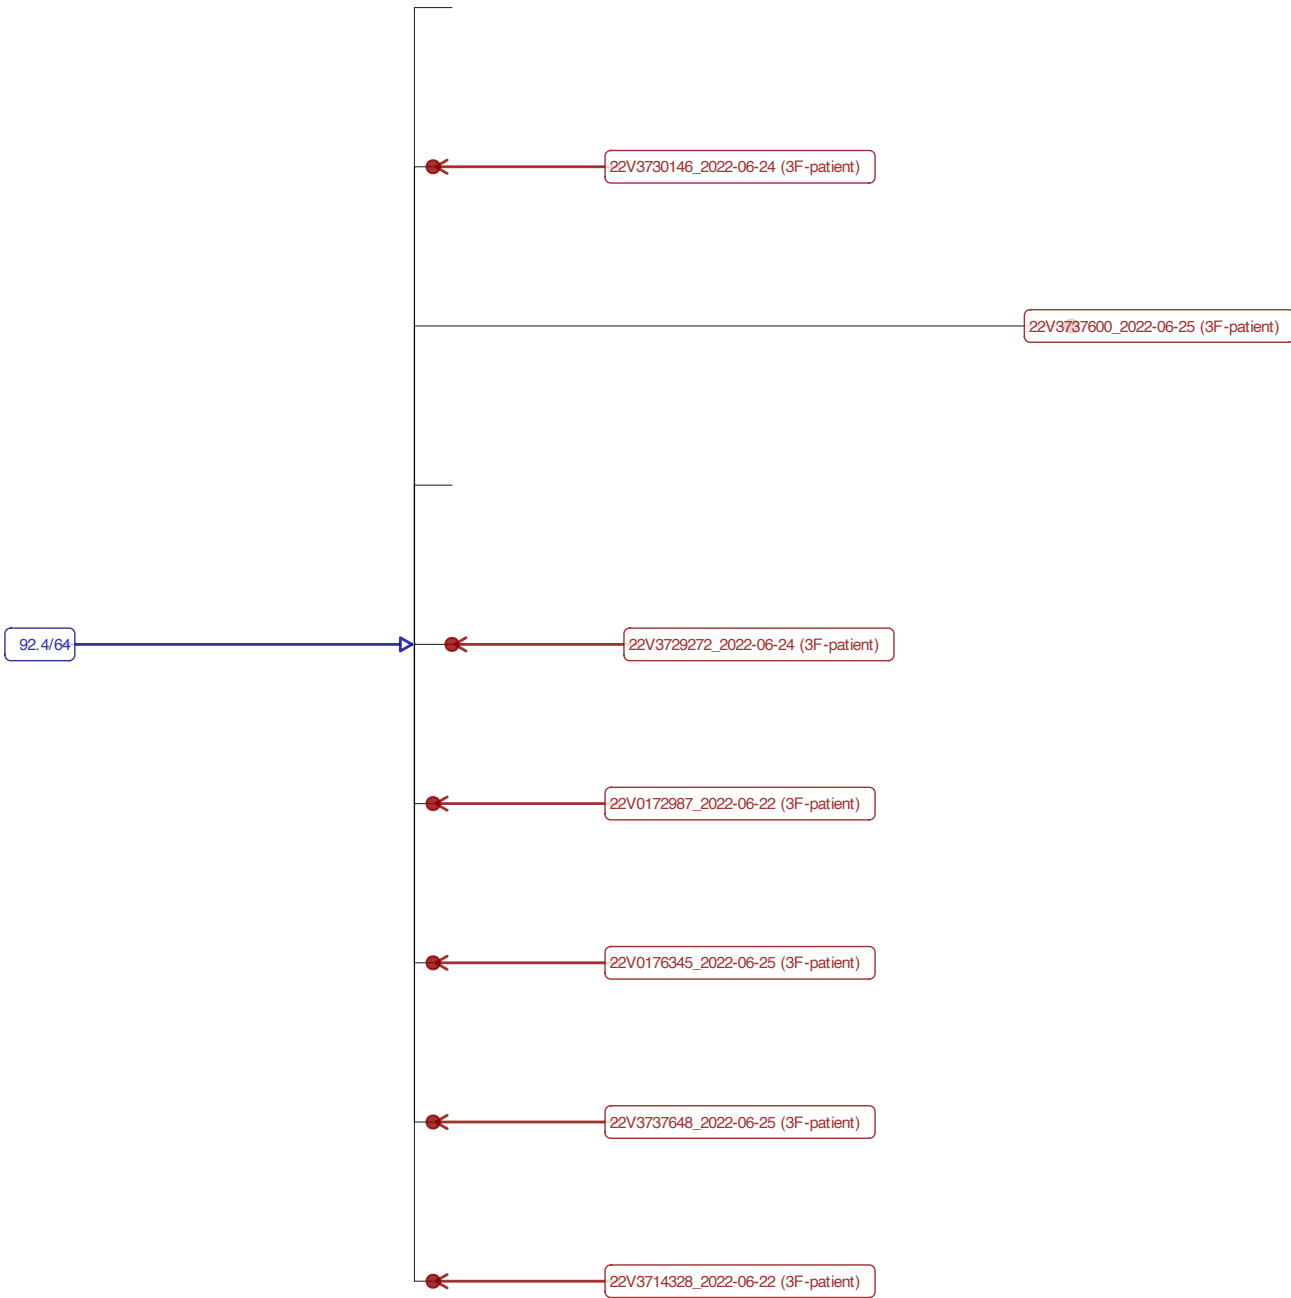 22V3730146_2022-06-24 (3F-patient)
22V3737600_2022-06-25 (3F-patient)
92.4/64
22V3729272_2022-06-24 (3F-patient)
22V0172987_2022-06-22 (3F-patient)
22V0176345_2022-06-25 (3F-patient)
22V3737648_2022-06-25 (3F-patient)
22V3714328_2022-06-22 (3F-patient)